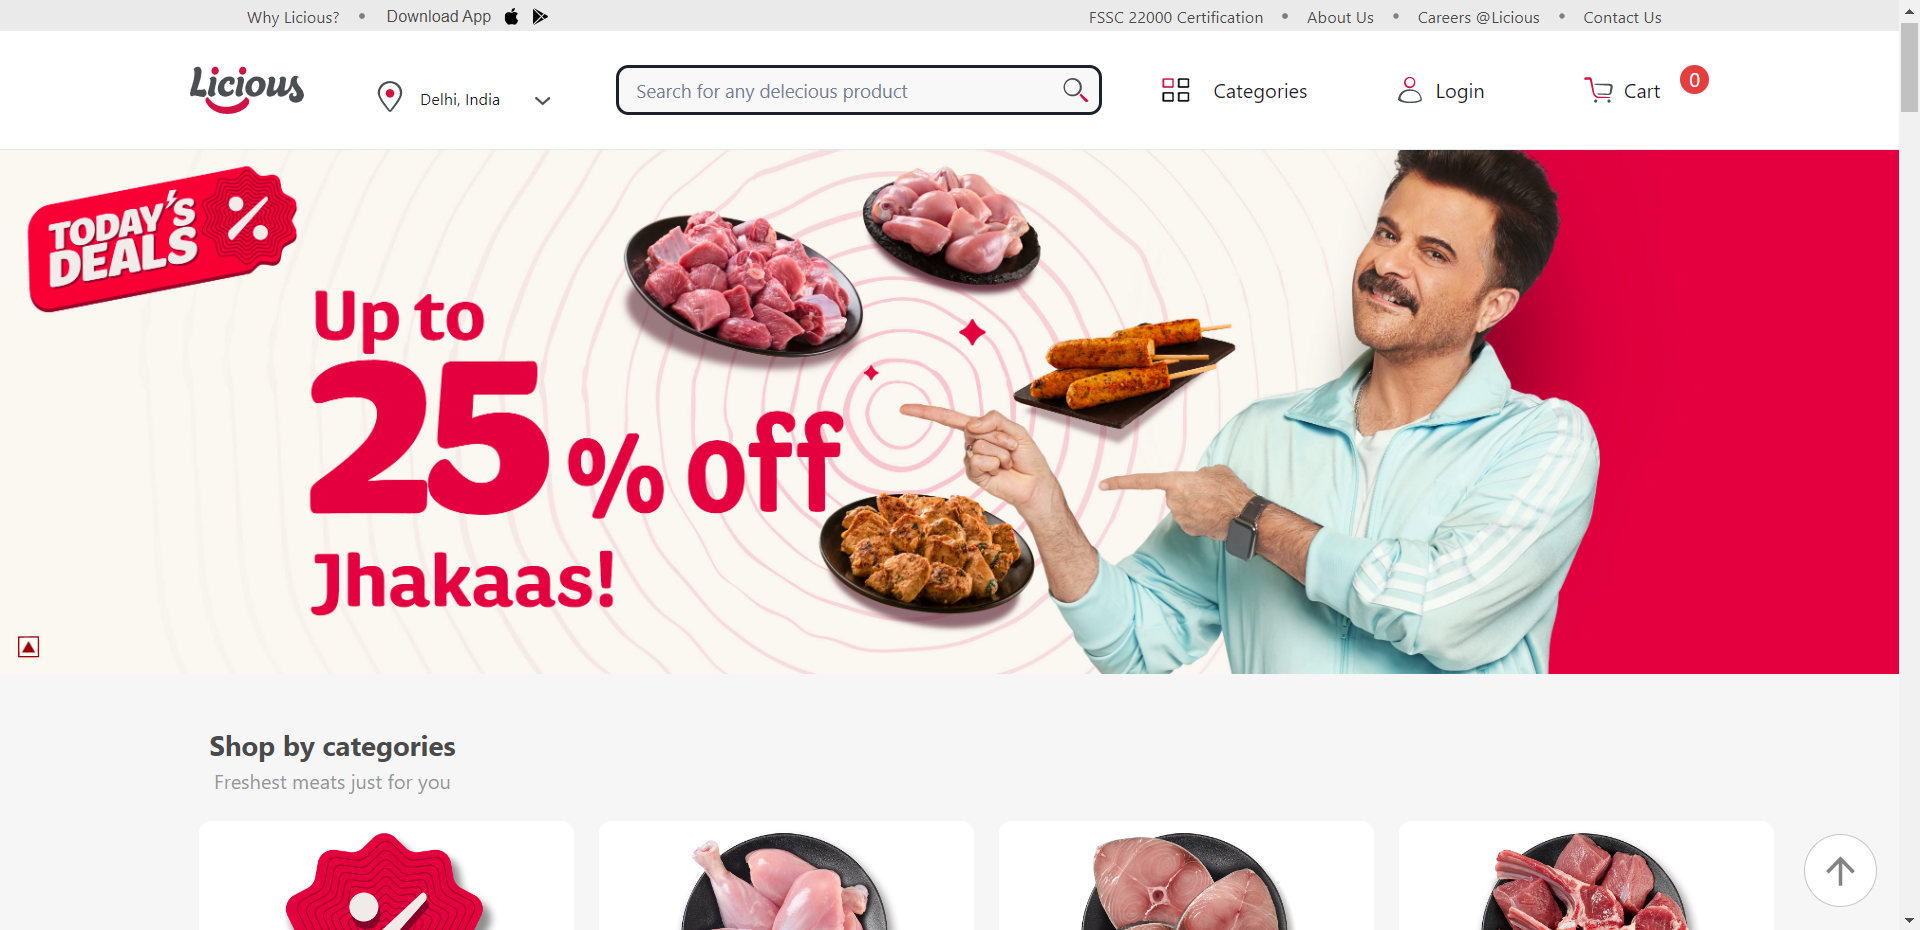 Why Licious? • Download App
FSSC 22000 Certification • About Us • Careers @Licious • Contact Us
Licious
Delhi, India
Search for any delecious product
Categories
Login
Cart
0
TODAY'S
DEALS
%
Up to
25% off
Jhakaas!
Shop by categories
Freshest meats just for you